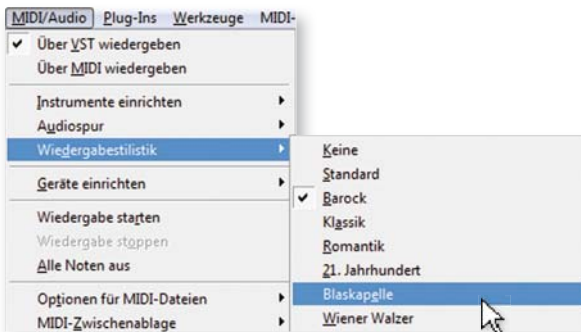 MIDI/Audio Plug-Ins Werkzeuge MIDI-
Über VST wiedergeben
Über MIDI wiedergeben
Instrumente einrichten
Audiospur
Wiedergabestilistik
Geräte einrichten
Wiedergabe starten
Wiedergabe stoppen
Alle Noten aus
Optionen für MIDI-Dateien
MIDI-Zwischenablage
Keine
Standard
Barock
Klassik
Romantik
21. Jahrhundert
Blaskapelle
Wiener Walzer